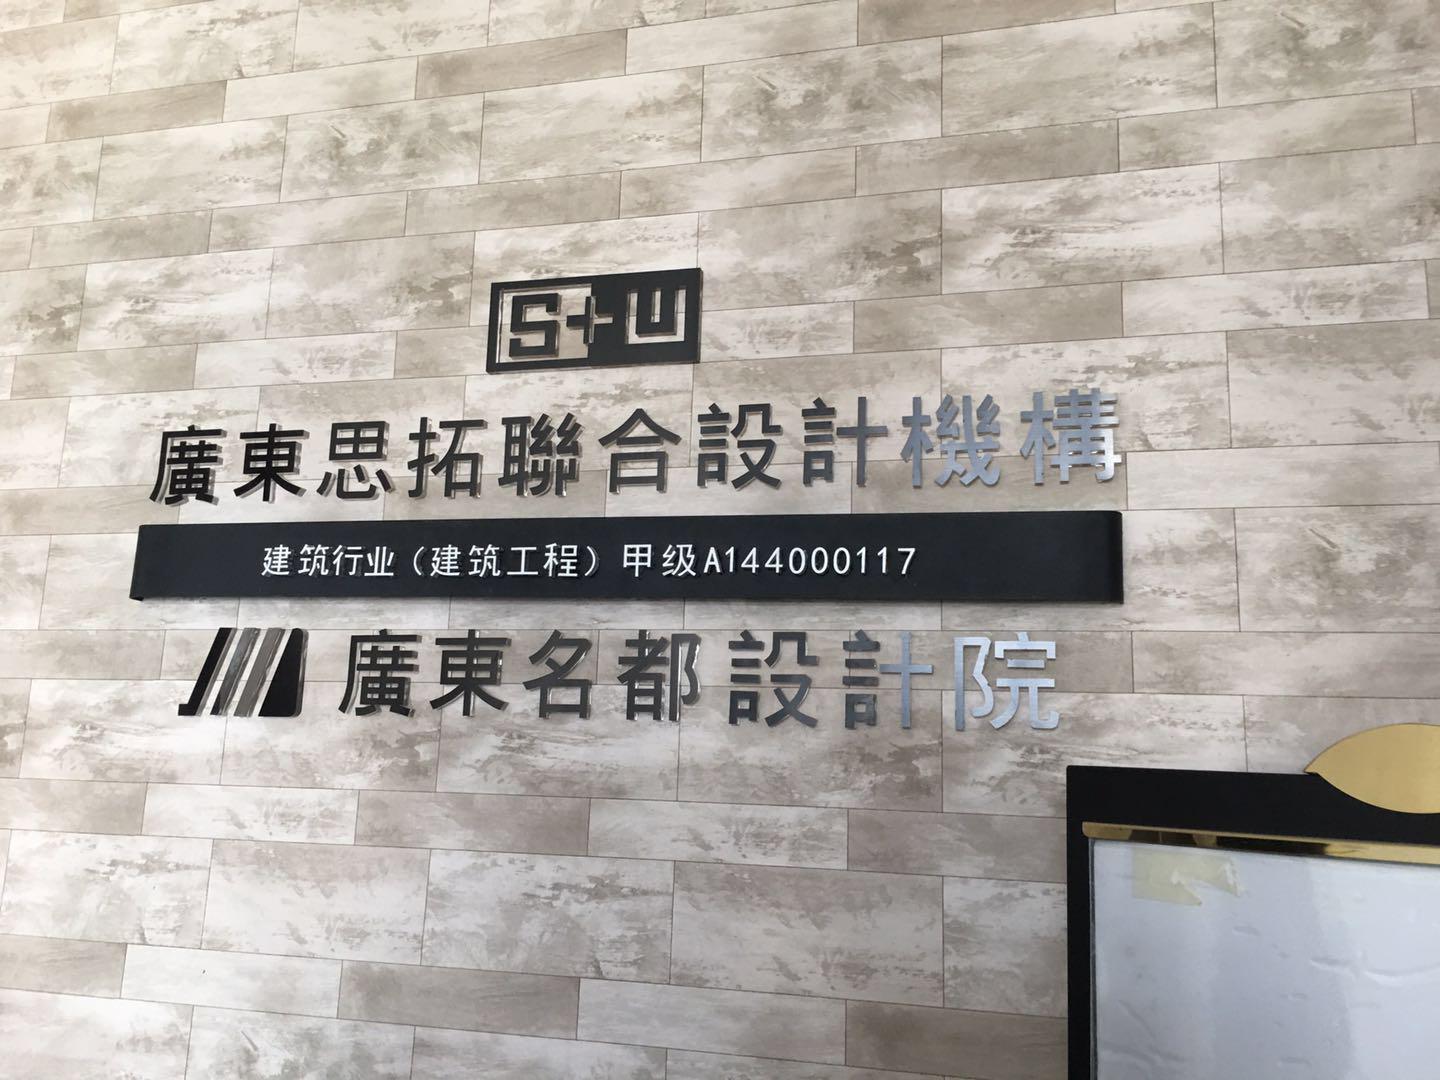 S+W
廣東思拓聯合設計機構
建筑行业（建筑工程）甲级A144000117
廣東名都設計院